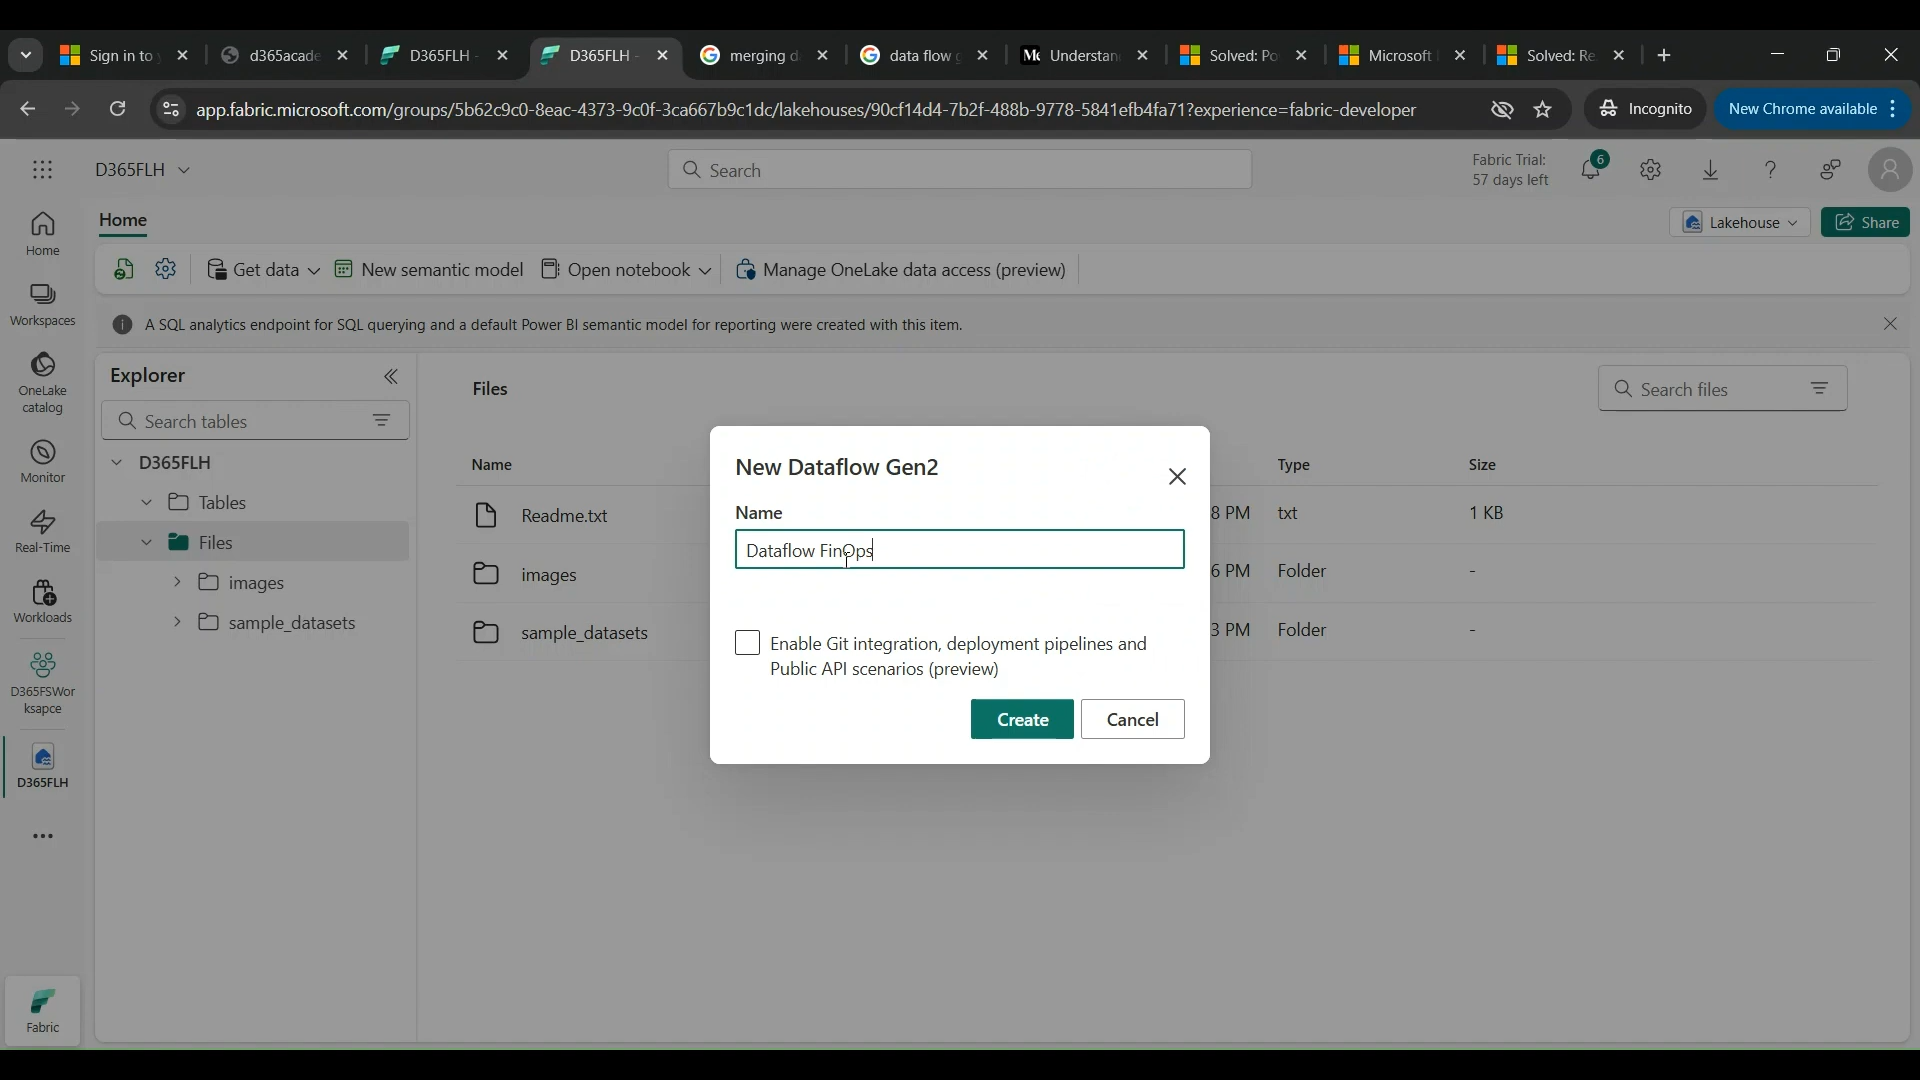 Sign in to
d365acade
D365FLH -
D365FLH -
merging d
data flow
Understan
Solved: Po
Microsoft
Solved: Re
app.fabric.microsoft.com/groups/5b62c9c0-8eac-4373-9c0f-3ca667b9c1dc/lakehouses/90cf14d4-7b2f-488b-9778-5841efb4fa71?experience=fabric-developer
Incognito
New Chrome available
D365FLH
Search
Fabric Trial:
57 days left
6
Home
Lakehouse
Share
Get data
New semantic model
Open notebook
Manage OneLake data access (preview)
A SQL analytics endpoint for SQL querying and a default Power BI semantic model for reporting were created with this item.
Home
Workspaces
OneLake
catalog
Monitor
Real-Time
Workloads
D365FSWor
ksapce
D365FLH
Fabric
Explorer
Search tables
D365FLH
Tables
Files
images
sample_datasets
Files
Search files
Name
Type
Size
Readme.txt
8 PM
txt
1 KB
images
6 PM
Folder
-
sample_datasets
3 PM
Folder
-
New Dataflow Gen2
Name
Dataflow FinOps
Enable Git integration, deployment pipelines and
Public API scenarios (preview)
Create
Cancel